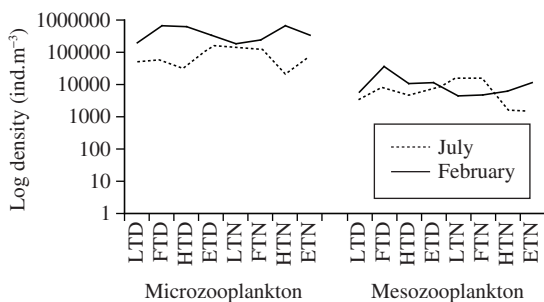 Log density (ind.m⁻³)
1000000
100000
10000
1000
100
10
1
July
February
LTD FTD HTD ETD LTN FTN HTN ETN LTD FTD HTD ETD LTN FTN HTN ETN
Microzooplankton Mesozooplankton